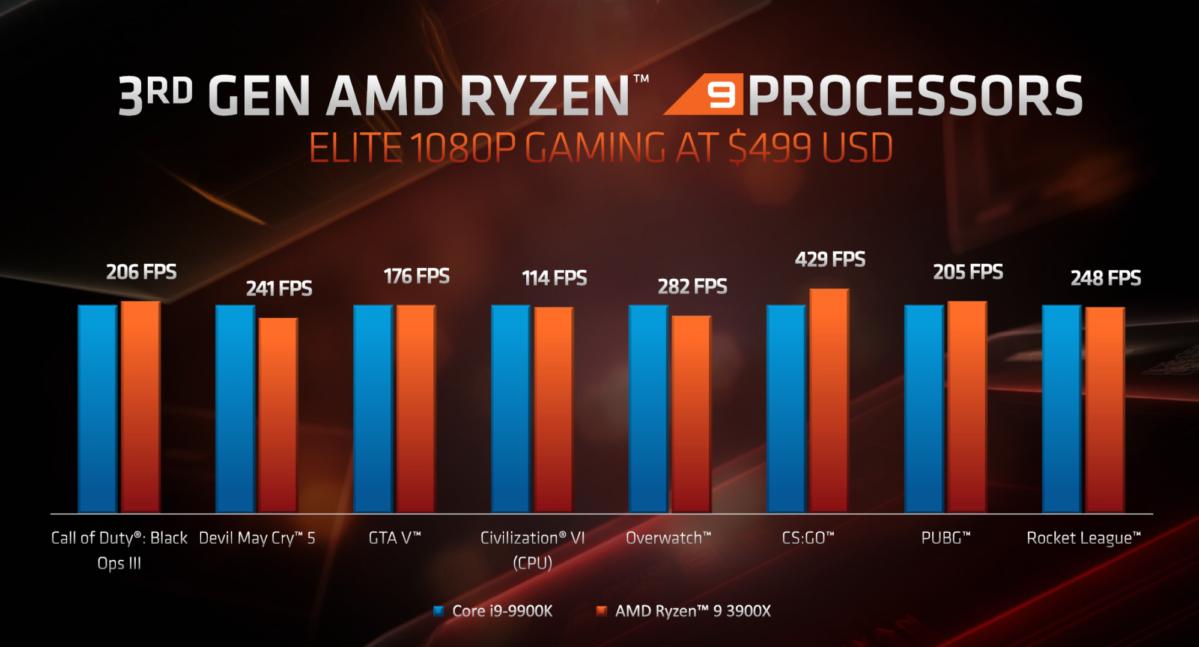 3RD GEN AMD RYZEN™ 9 PROCESSORS
ELITE 1080P GAMING AT $499 USD
206 FPS
241 FPS
176 FPS
114 FPS
282 FPS
429 FPS
205 FPS
248 FPS
Call of Duty®: Black
Ops III
Devil May Cry™ 5
GTA V™
Civilization® VI
(CPU)
Overwatch™
CS:GO™
PUBG™
Rocket League™
Core i9-9900K
AMD Ryzen™ 9 3900X